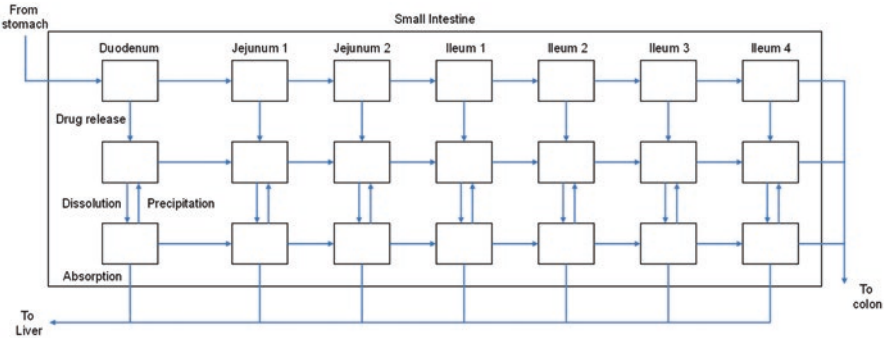 From
stomach
Small Intestine
Duodenum
Jejunum 1
Jejunum 2
Ileum 1
Ileum 2
Ileum 3
Ileum 4
Drug release
Dissolution
Precipitation
Absorption
To
Liver
To
colon